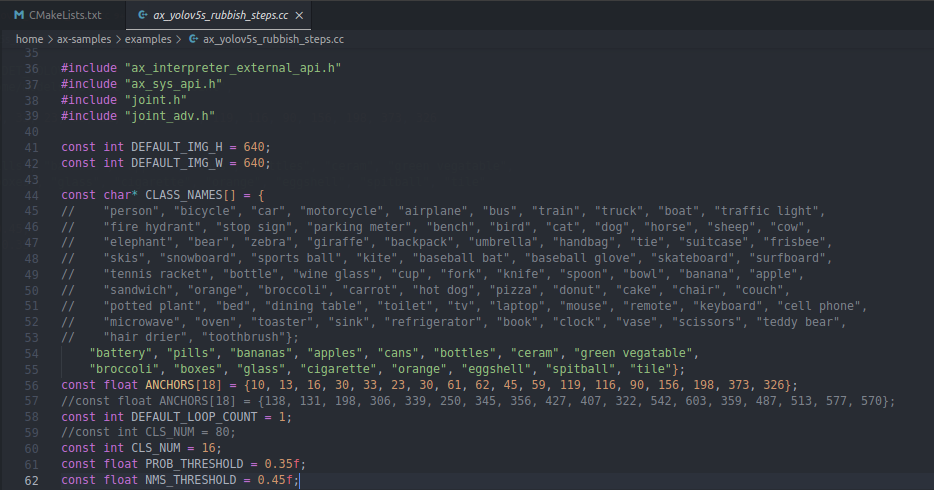 CMakeLists.txt ax_yolov5s_rubbish_steps.cc ×
home > ax-samples > examples > ax_yolov5s_rubbish_steps.cc
35
36 #include "ax_interpreter_external_api.h"
37 #include "ax_sys_api.h"
38 #include "joint.h"
39 #include "joint_adv.h"
40
41 const int DEFAULT_IMG_H = 640;
42 const int DEFAULT_IMG_W = 640;
43
44 const char* CLASS_NAMES[] = {
45 //    "person", "bicycle", "car", "motorcycle", "airplane", "bus", "train", "truck", "boat", "traffic light",
46 //    "fire hydrant", "stop sign", "parking meter", "bench", "bird", "cat", "dog", "horse", "sheep", "cow",
47 //    "elephant", "bear", "zebra", "giraffe", "backpack", "umbrella", "handbag", "tie", "suitcase", "frisbee",
48 //    "skis", "snowboard", "sports ball", "kite", "baseball bat", "baseball glove", "skateboard", "surfboard",
49 //    "tennis racket", "bottle", "wine glass", "cup", "fork", "knife", "spoon", "bowl", "banana", "apple",
50 //    "sandwich", "orange", "broccoli", "carrot", "hot dog", "pizza", "donut", "cake", "chair", "couch",
51 //    "potted plant", "bed", "dining table", "toilet", "tv", "laptop", "mouse", "remote", "keyboard", "cell phone",
52 //    "microwave", "oven", "toaster", "sink", "refrigerator", "book", "clock", "vase", "scissors", "teddy bear",
53 //    "hair drier", "toothbrush"};
54     "battery", "pills", "bananas", "apples", "cans", "bottles", "ceram", "green vegatable",
55     "broccoli", "boxes", "glass", "cigarette", "orange", "eggshell", "spitball", "tile"};
56 const float ANCHORS[18] = {10, 13, 16, 30, 33, 23, 30, 61, 62, 45, 59, 119, 116, 90, 156, 198, 373, 326};
57 //const float ANCHORS[18] = {138, 131, 198, 306, 339, 250, 345, 356, 427, 407, 322, 542, 603, 359, 487, 513, 577, 570};
58 const int DEFAULT_LOOP_COUNT = 1;
59 //const int CLS_NUM = 80;
60 const int CLS_NUM = 16;
61 const float PROB_THRESHOLD = 0.35f;
62 const float NMS_THRESHOLD = 0.45f;